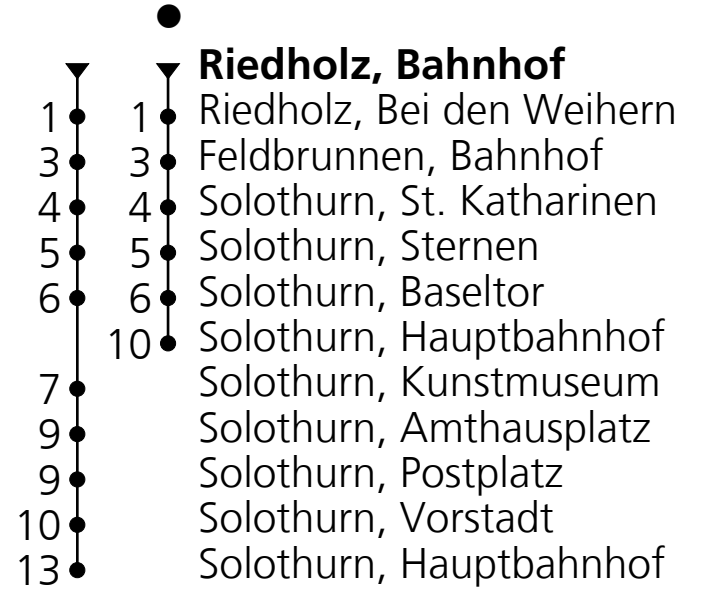 Riedholz, Bahnhof
1 1 Riedholz, Bei den Weihern
3 3 Feldbrunnen, Bahnhof
4 4 Solothurn, St. Katharinen
5 5 Solothurn, Sternen
6 6 Solothurn, Baseltor
10 Solothurn, Hauptbahnhof
7 Solothurn, Kunstmuseum
9 Solothurn, Amthausplatz
9 Solothurn, Postplatz
10 Solothurn, Vorstadt
13 Solothurn, Hauptbahnhof